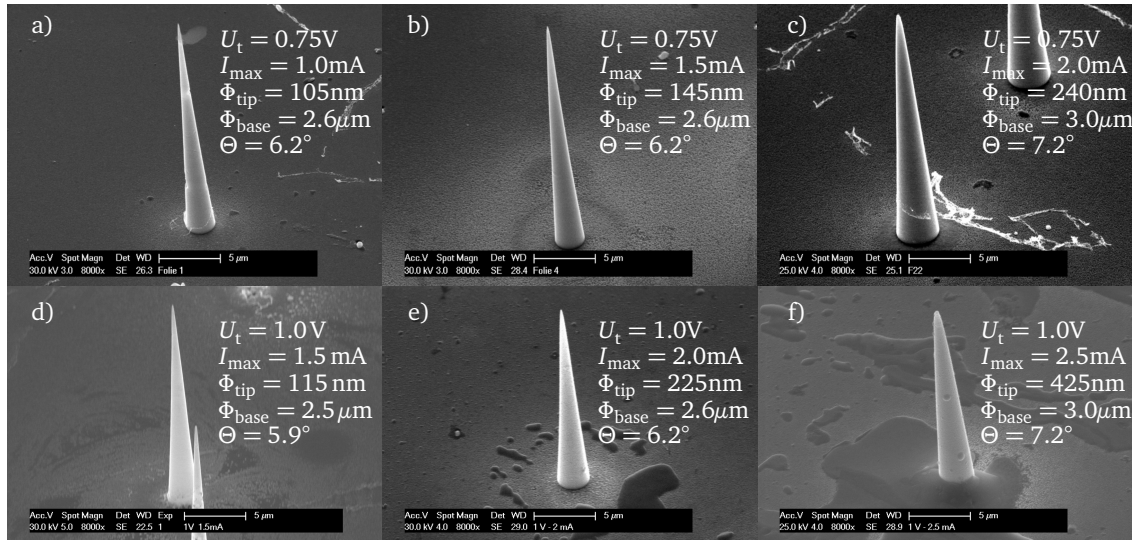 a)
U_t = 0.75V
I_max = 1.0mA
Φ_tip = 105nm
Φ_base = 2.6μm
Θ = 6.2°
Acc.V Spot Magn Det WD 5 μm
30.0 kV 3.0 8000x SE 26.3 Folie 1
b)
U_t = 0.75V
I_max = 1.5mA
Φ_tip = 145nm
Φ_base = 2.6μm
Θ = 6.2°
Acc.V Spot Magn Det WD 5 μm
30.0 kV 3.0 8000x SE 28.4 Folie 4
c)
U_t = 0.75V
I_max = 2.0mA
Φ_tip = 240nm
Φ_base = 3.0μm
Θ = 7.2°
Acc.V Spot Magn Det WD 5 μm
25.0 kV 4.0 8000x SE 25.1 F22
d)
U_t = 1.0V
I_max = 1.5mA
Φ_tip = 115nm
Φ_base = 2.5μm
Θ = 5.9°
Acc.V Spot Magn Det WD Exp 5 μm
30.0 kV 5.0 8000x SE 22.5 1 1V 1.5mA
e)
U_t = 1.0V
I_max = 2.0mA
Φ_tip = 225nm
Φ_base = 2.6μm
Θ = 6.2°
Acc.V Spot Magn Det WD 5 μm
30.0 kV 4.0 8000x SE 29.0 1 V - 2 mA
f)
U_t = 1.0V
I_max = 2.5mA
Φ_tip = 425nm
Φ_base = 3.0μm
Θ = 7.2°
Acc.V Spot Magn Det WD 5 μm
25.0 kV 4.0 8000x SE 28.9 1 V - 2.5 mA